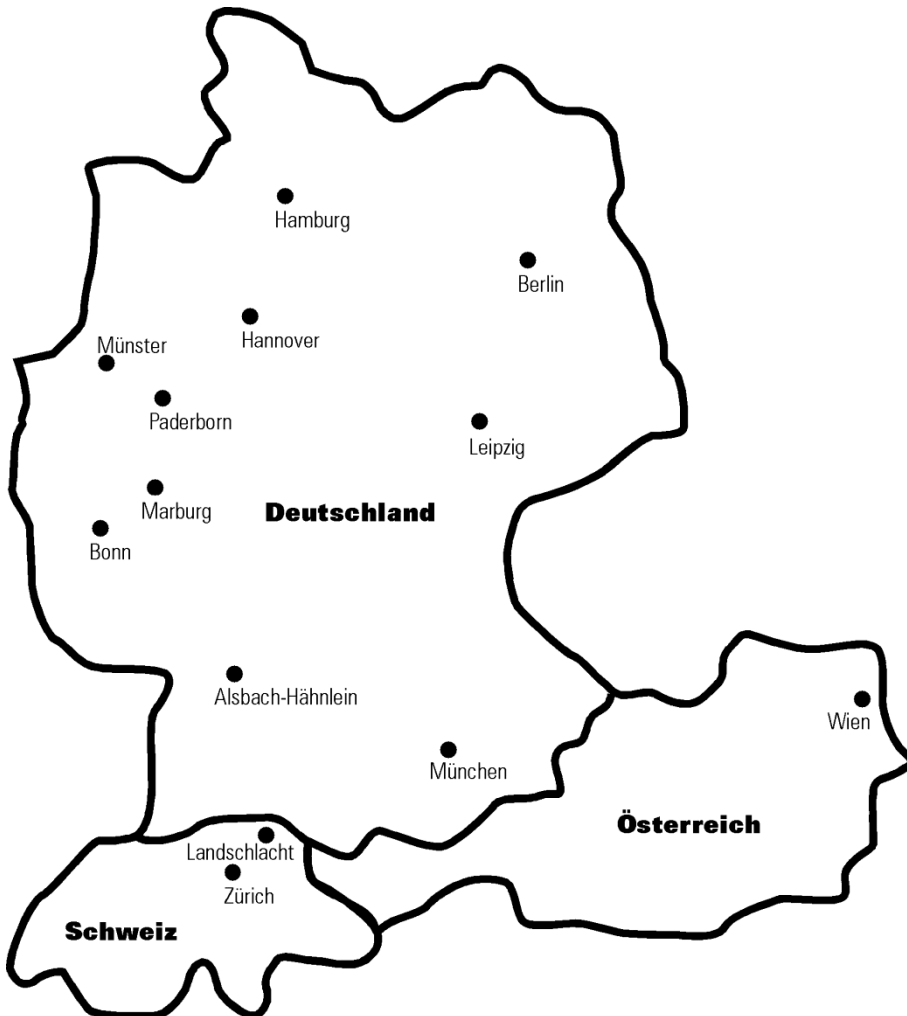 Hamburg
Berlin
Hannover
Münster
Paderborn
Leipzig
Marburg
Deutschland
Bonn
Alsbach-Hähnlein
Wien
München
Österreich
Landschlacht
Zürich
Schweiz